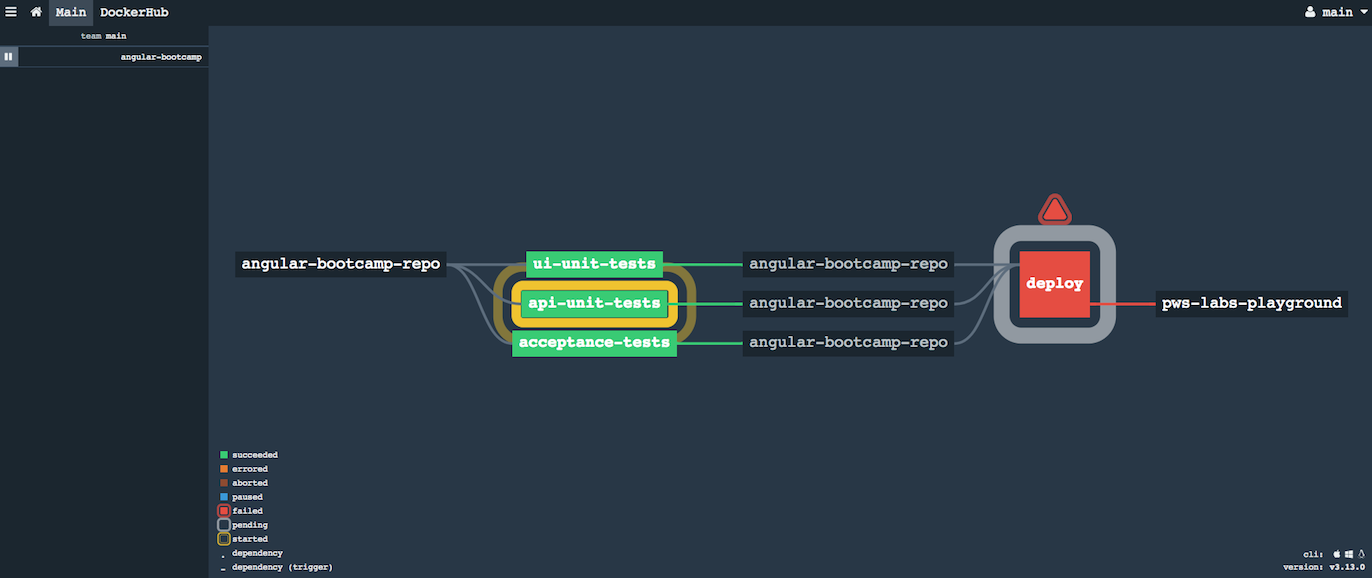 Main DockerHub main
team main
angular-bootcamp
angular-bootcamp-repo ui-unit-tests angular-bootcamp-repo
deploy
api-unit-tests angular-bootcamp-repo pws-labs-playground
acceptance-tests angular-bootcamp-repo
succeeded
errored
aborted
paused
failed
pending
started
dependency
dependency (trigger)
cli:
version: v3.13.0